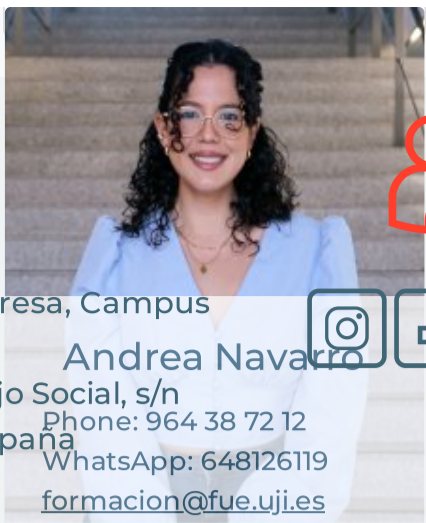 resa, Campus
Andrea Navarro
jo Social, s/n
Phone: 964 38 72 12
paña
WhatsApp: 648126119
formacion@fue.uji.es